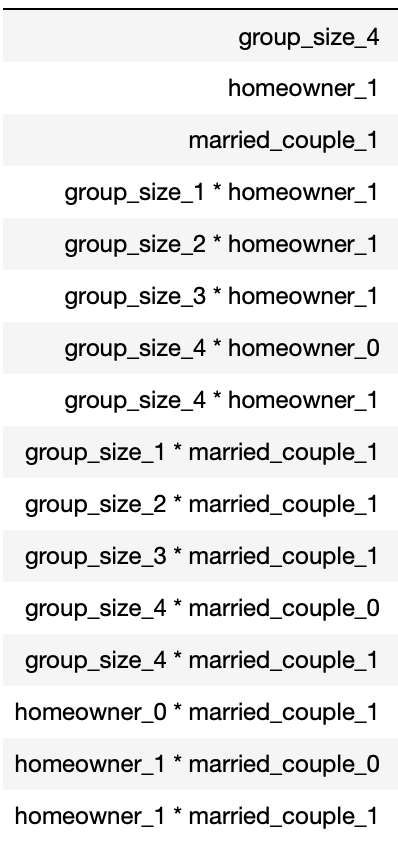 group_size_4
homeowner_1
married_couple_1
group_size_1 * homeowner_1
group_size_2 * homeowner_1
group_size_3 * homeowner_1
group_size_4 * homeowner_0
group_size_4 * homeowner_1
group_size_1 * married_couple_1
group_size_2 * married_couple_1
group_size_3 * married_couple_1
group_size_4 * married_couple_0
group_size_4 * married_couple_1
homeowner_0 * married_couple_1
homeowner_1 * married_couple_0
homeowner_1 * married_couple_1